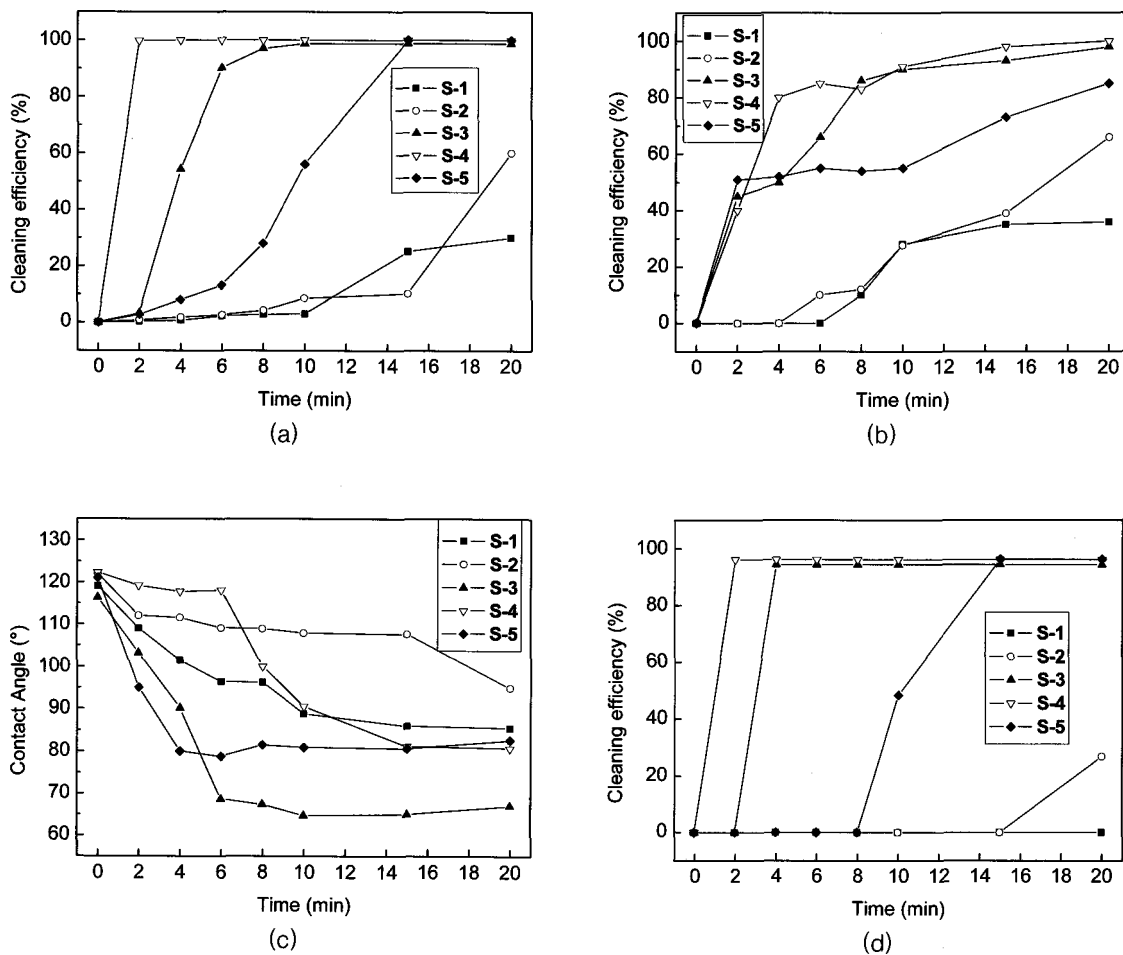 100
80
60
40
20
0
Cleaning efficiency (%)
S-1
S-2
S-3
S-4
S-5
0 2 4 6 8 10 12 14 16 18 20
Time (min)
(a)
100
80
60
40
20
0
Cleaning efficiency (%)
S-1
S-2
S-3
S-4
S-5
0 2 4 6 8 10 12 14 16 18 20
Time (min)
(b)
130
120
110
100
90
80
70
60
Contact Angle (°)
S-1
S-2
S-3
S-4
S-5
0 2 4 6 8 10 12 14 16 18 20
Time (min)
(c)
100
80
60
40
20
0
Cleaning efficiency (%)
S-1
S-2
S-3
S-4
S-5
0 2 4 6 8 10 12 14 16 18 20
Time (min)
(d)